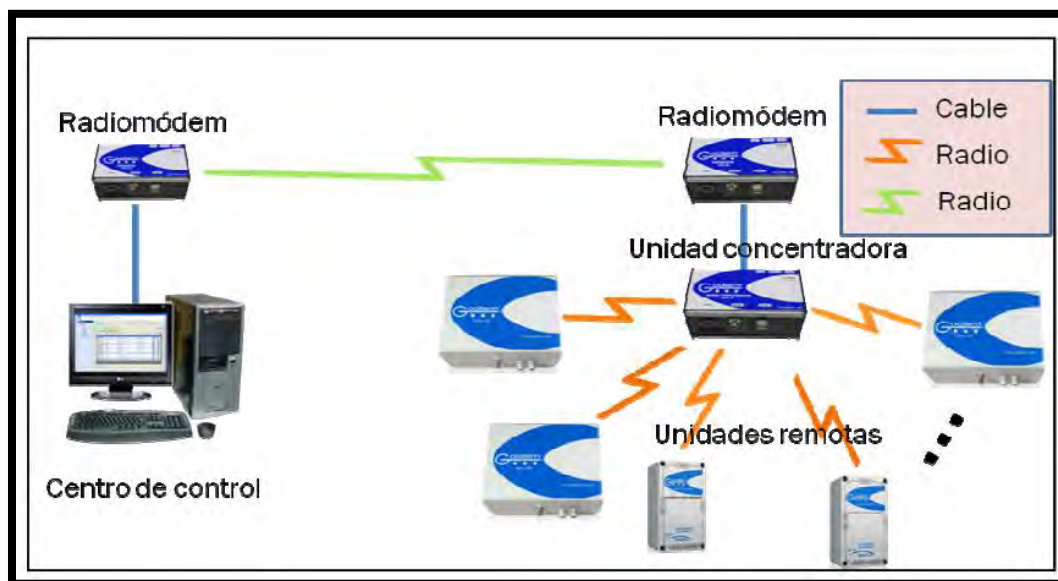 Radiomódem
Radiomódem
Cable
Radio
Radio
Unidad concentradora
Unidades remotas
Centro de control